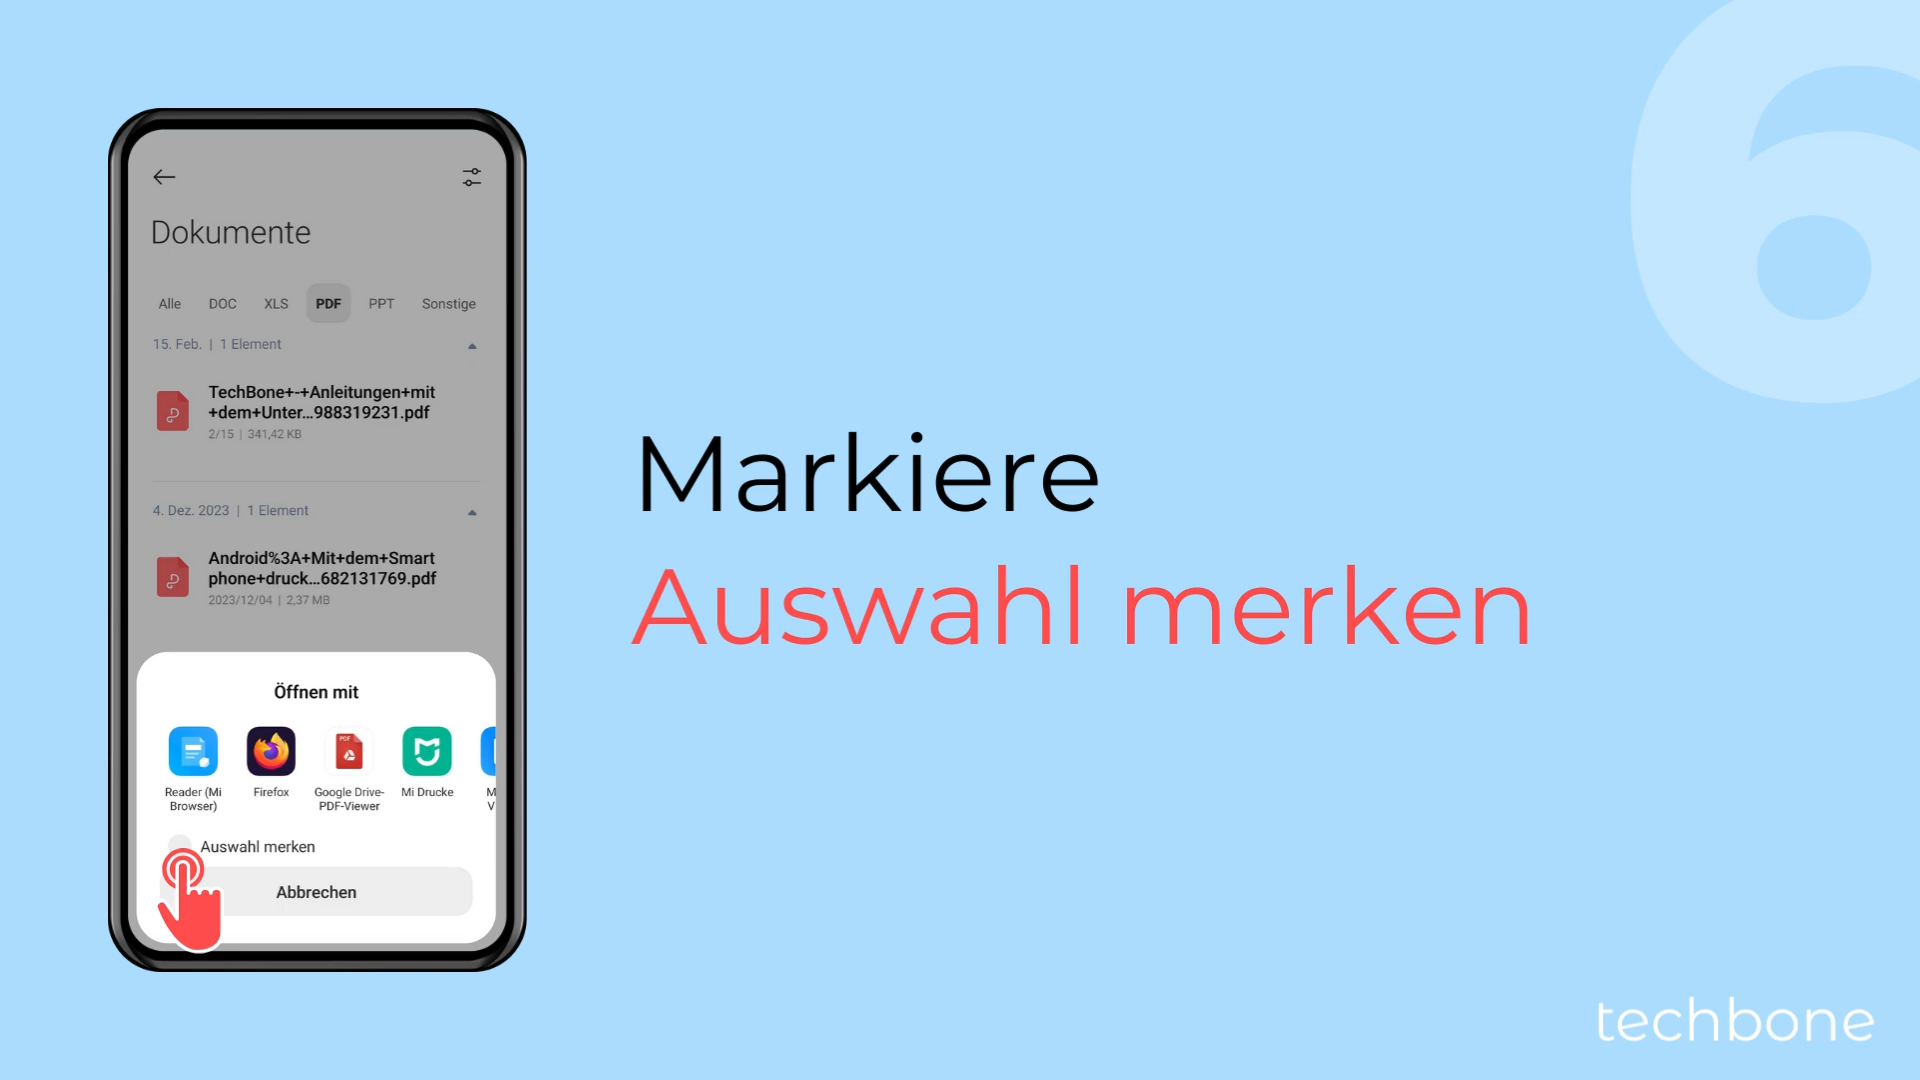 6
Dokumente
Alle DOC XLS PDF PPT Sonstige
15. Feb. | 1 Element
TechBone+-+Anleitungen+mit
+dem+Unter...988319231.pdf
2/15 | 341,42 KB
4. Dez. 2023 | 1 Element
Android%3A+Mit+dem+Smart
phone+druck...682131769.pdf
2023/12/04 | 2,37 MB
Öffnen mit
PDF
Reader (Mi
Browser)
Firefox
Google Drive-
PDF-Viewer
Mi Drucke
M
V
Auswahl merken
Abbrechen
Markiere
Auswahl merken
techbone